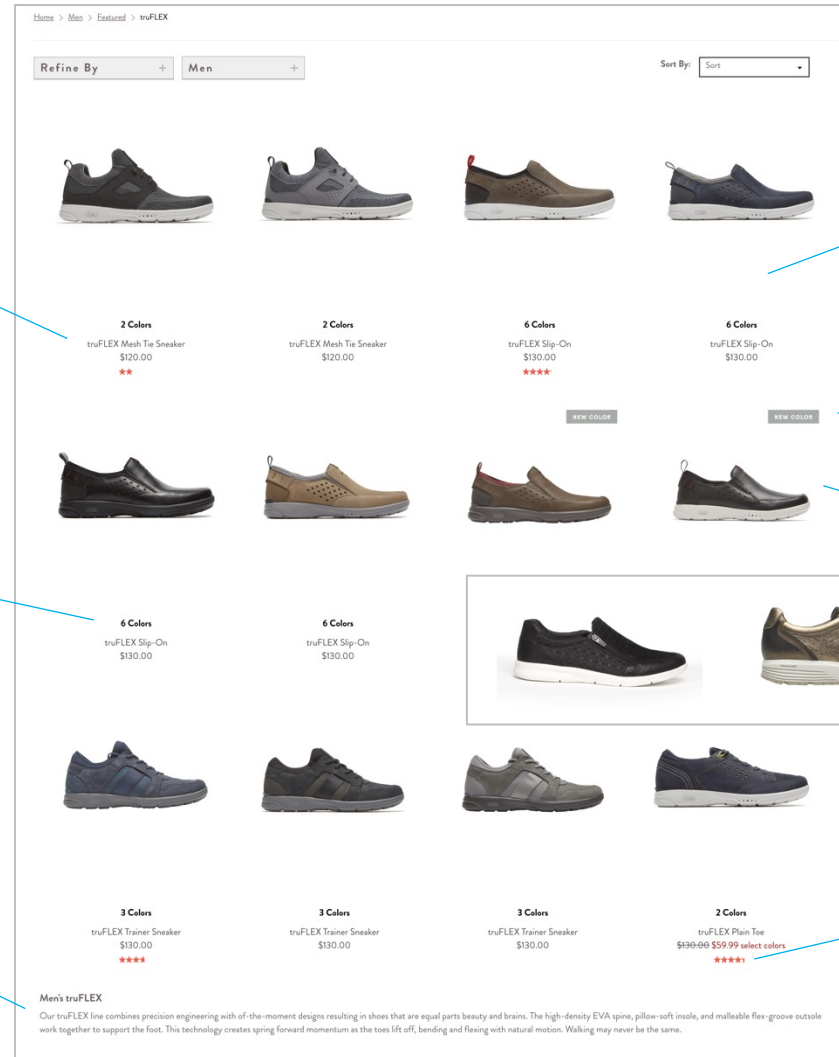 Home > Men > Featured > truFLEX
Refine By +
Men +
Sort By: Sort
2 Colors
truFLEX Mesh Tie Sneaker
$120.00
2 Colors
truFLEX Mesh Tie Sneaker
$120.00
6 Colors
truFLEX Slip-On
$130.00
6 Colors
truFLEX Slip-On
$130.00
NEW COLOR
NEW COLOR
6 Colors
truFLEX Slip-On
$130.00
6 Colors
truFLEX Slip-On
$130.00
3 Colors
truFLEX Trainer Sneaker
$130.00
3 Colors
truFLEX Trainer Sneaker
$130.00
3 Colors
truFLEX Trainer Sneaker
$130.00
2 Colors
truFLEX Plain Toe
$130.00 $59.99 select colors
Men's truFLEX
Our truFLEX line combines precision engineering with of-the-moment designs resulting in shoes that are equal parts beauty and brains. The high-density EVA spine, pillow-soft insole, and malleable flex-groove outsole
work together to support the foot. This technology creates spring forward momentum as the toes lift off, bending and flexing with natural motion. Walking may never be the same.